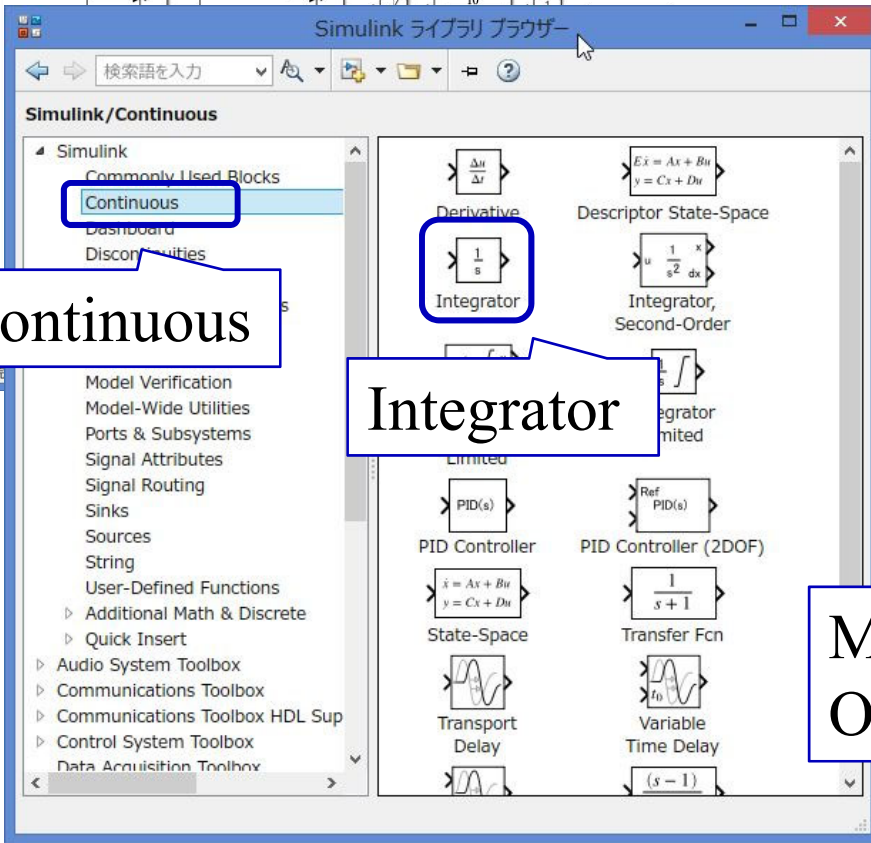 Simulink ライブラリ ブラウザー
検索語を入力
Simulink/Continuous
Simulink
Commonly Used Blocks
Continuous
Dashboard
Discontinuities
s
ontinuous
Model Verification
Model-Wide Utilities
Ports & Subsystems
Signal Attributes
Signal Routing
Sinks
Sources
String
User-Defined Functions
Additional Math & Discrete
Quick Insert
Audio System Toolbox
Communications Toolbox
Communications Toolbox HDL Sup
Control System Toolbox
Data Acquisition Toolbox
Δu
Δt
Derivative
Eẋ = Ax + Bu
y = Cx + Du
Descriptor State-Space
1
s
Integrator
u 1 x
s² dx
Integrator,
Second-Order
Integrator
s ∫
egrator
mited
Limited
PID(s)
PID Controller
Ref
PID(s)
PID Controller (2DOF)
ẋ = Ax + Bu
y = Cx + Du
State-Space
1
s + 1
Transfer Fcn
Transport
Delay
t₀
Variable
Time Delay
(s − 1)
M
O